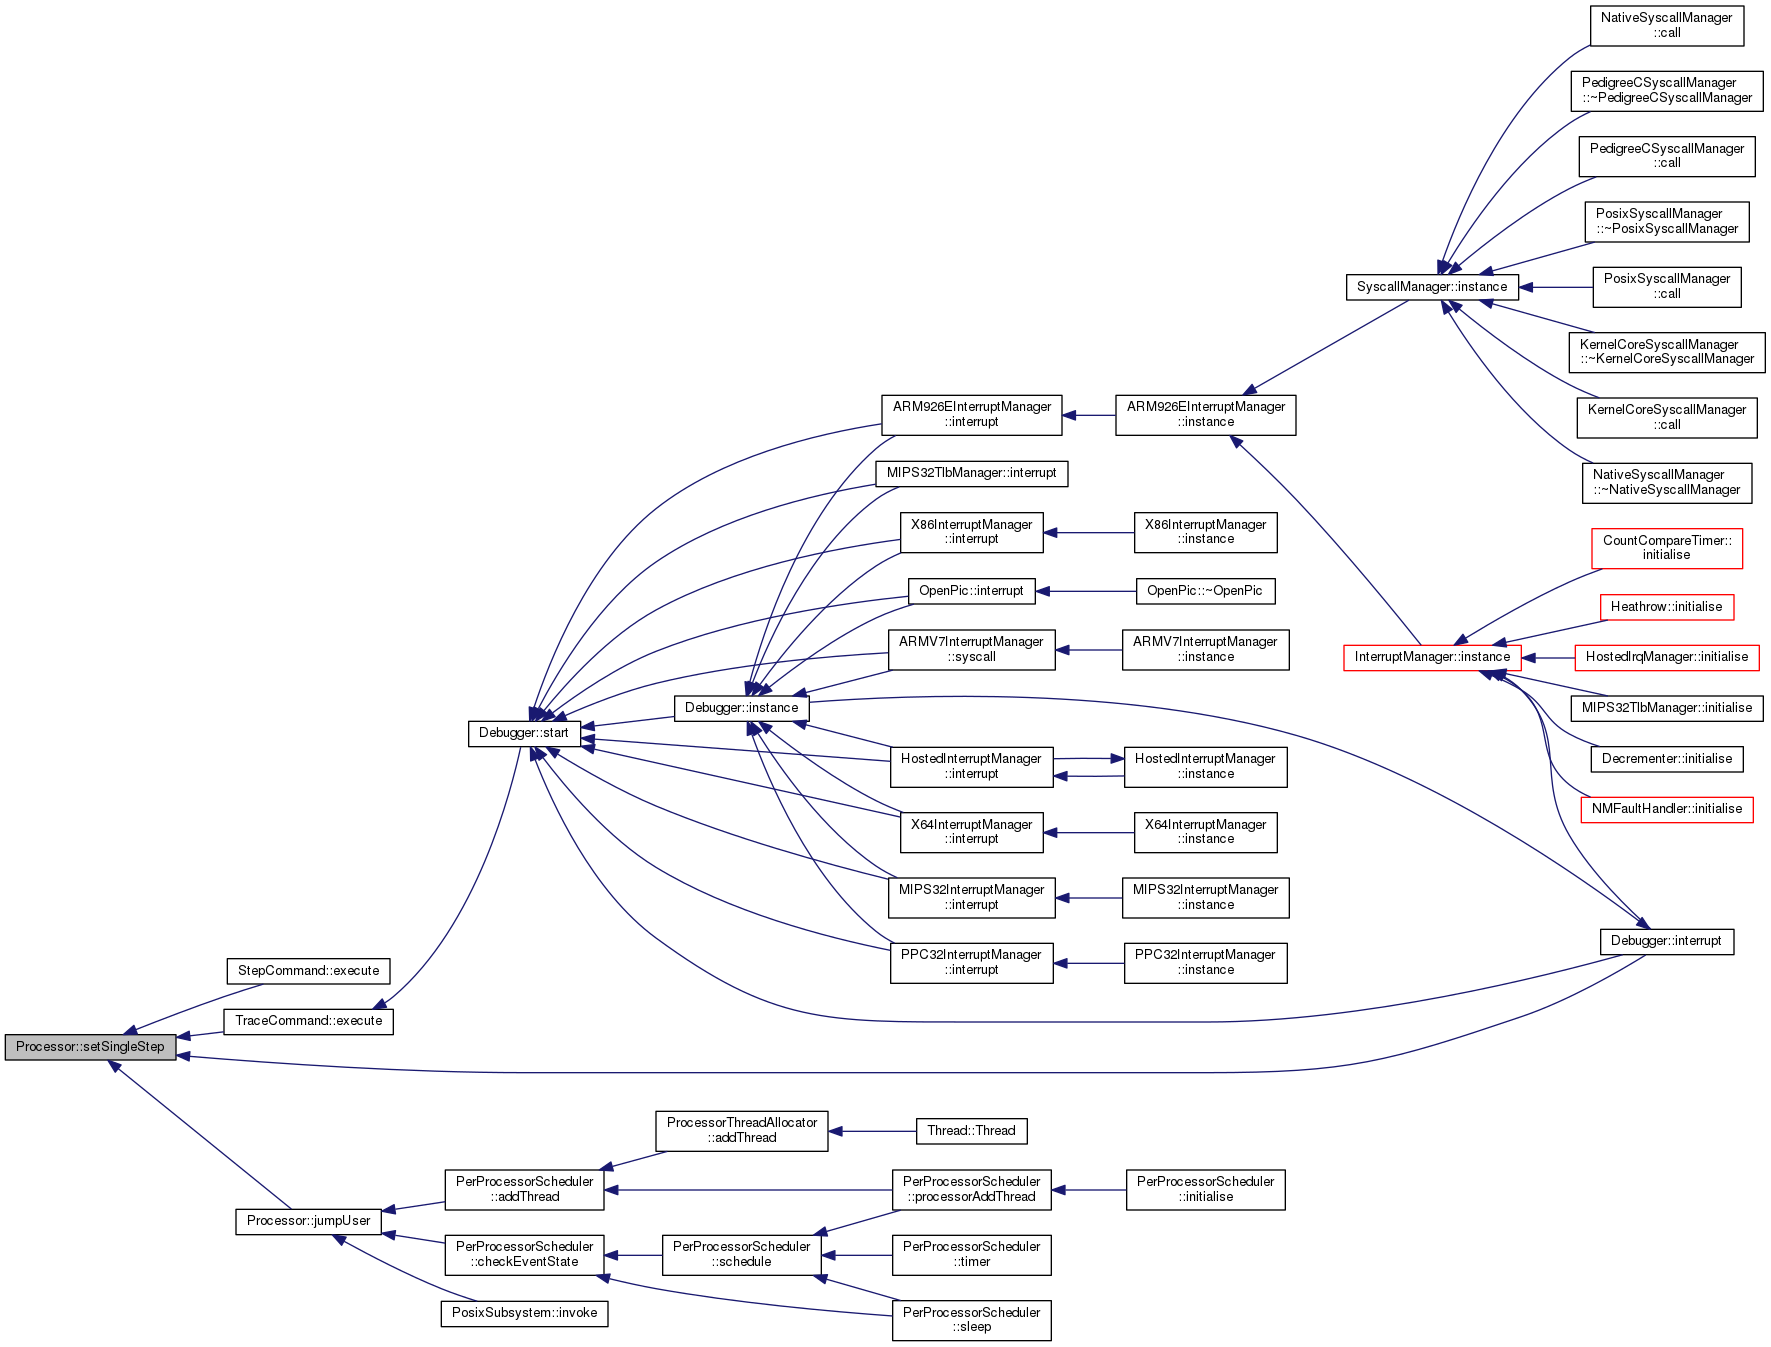 NativeSyscallManager
::call
PedigreeCSyscallManager
::~PedigreeCSyscallManager
PedigreeCSyscallManager
::call
PosixSyscallManager
::~PosixSyscallManager
SyscallManager::instance
PosixSyscallManager
::call
KernelCoreSyscallManager
::~KernelCoreSyscallManager
ARM926EInterruptManager
::interrupt
ARM926EInterruptManager
::instance
KernelCoreSyscallManager
::call
MIPS32TlbManager::interrupt
NativeSyscallManager
::~NativeSyscallManager
X86InterruptManager
::interrupt
X86InterruptManager
::instance
CountCompareTimer::
initialise
OpenPic::interrupt
OpenPic::~OpenPic
Heathrow::initialise
ARMV7InterruptManager
::syscall
ARMV7InterruptManager
::instance
InterruptManager::instance
HostedIrqManager::initialise
Debugger::instance
MIPS32TlbManager::initialise
Debugger::start
HostedInterruptManager
::interrupt
HostedInterruptManager
::instance
Decrementer::initialise
X64InterruptManager
::interrupt
X64InterruptManager
::instance
NMFaultHandler::initialise
MIPS32InterruptManager
::interrupt
MIPS32InterruptManager
::instance
Debugger::interrupt
PPC32InterruptManager
::interrupt
PPC32InterruptManager
::instance
StepCommand::execute
TraceCommand::execute
Processor::setSingleStep
ProcessorThreadAllocator
::addThread
Thread::Thread
PerProcessorScheduler
::addThread
PerProcessorScheduler
::processorAddThread
PerProcessorScheduler
::initialise
Processor::jumpUser
PerProcessorScheduler
::checkEventState
PerProcessorScheduler
::schedule
PerProcessorScheduler
::timer
PosixSubsystem::invoke
PerProcessorScheduler
::sleep